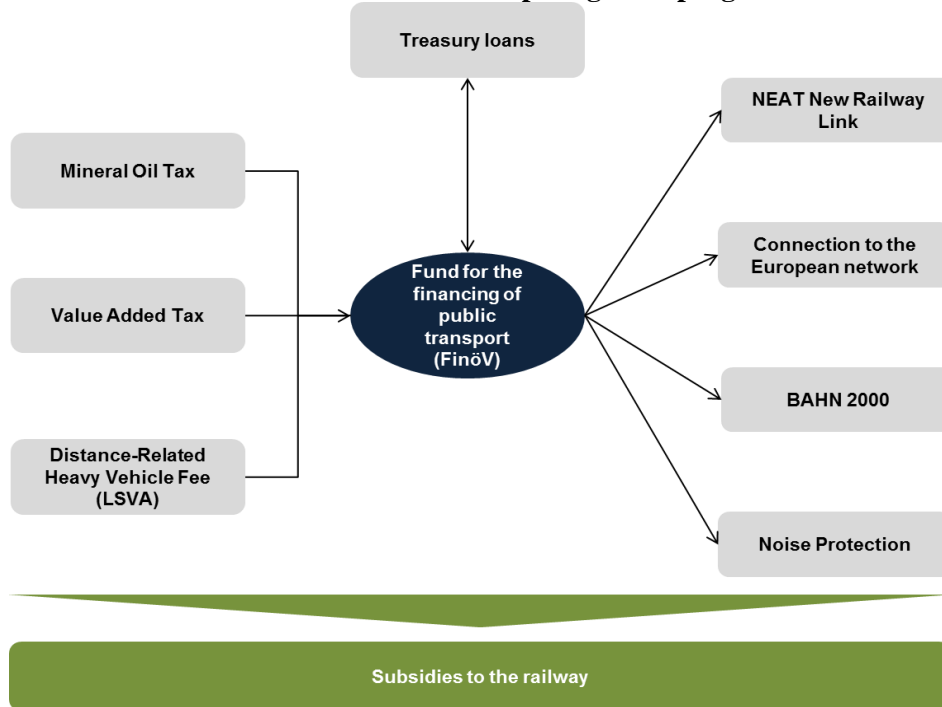 Treasury loans
NEAT New Railway
Link
Mineral Oil Tax
Connection to the
European network
Fund for the
financing of
public
transport
(FinöV)
Value Added Tax
BAHN 2000
Distance-Related
Heavy Vehicle Fee
(LSVA)
Noise Protection
Subsidies to the railway